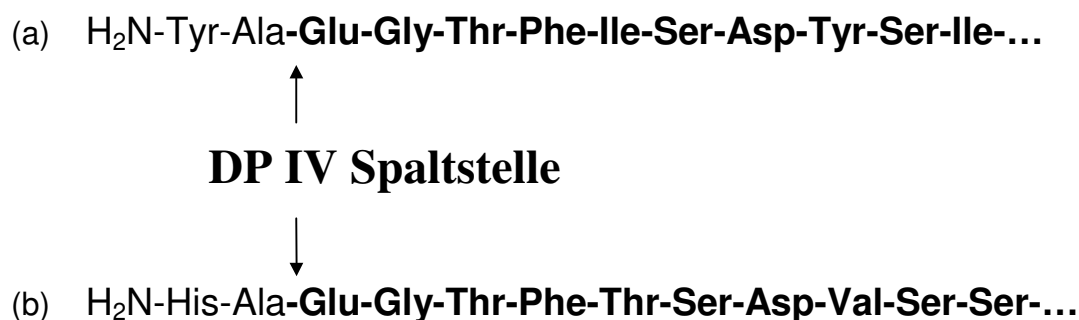 (a) H₂N-Tyr-Ala-Glu-Gly-Thr-Phe-Ile-Ser-Asp-Tyr-Ser-Ile-...
DP IV Spaltstelle
(b) H₂N-His-Ala-Glu-Gly-Thr-Phe-Thr-Ser-Asp-Val-Ser-Ser-...